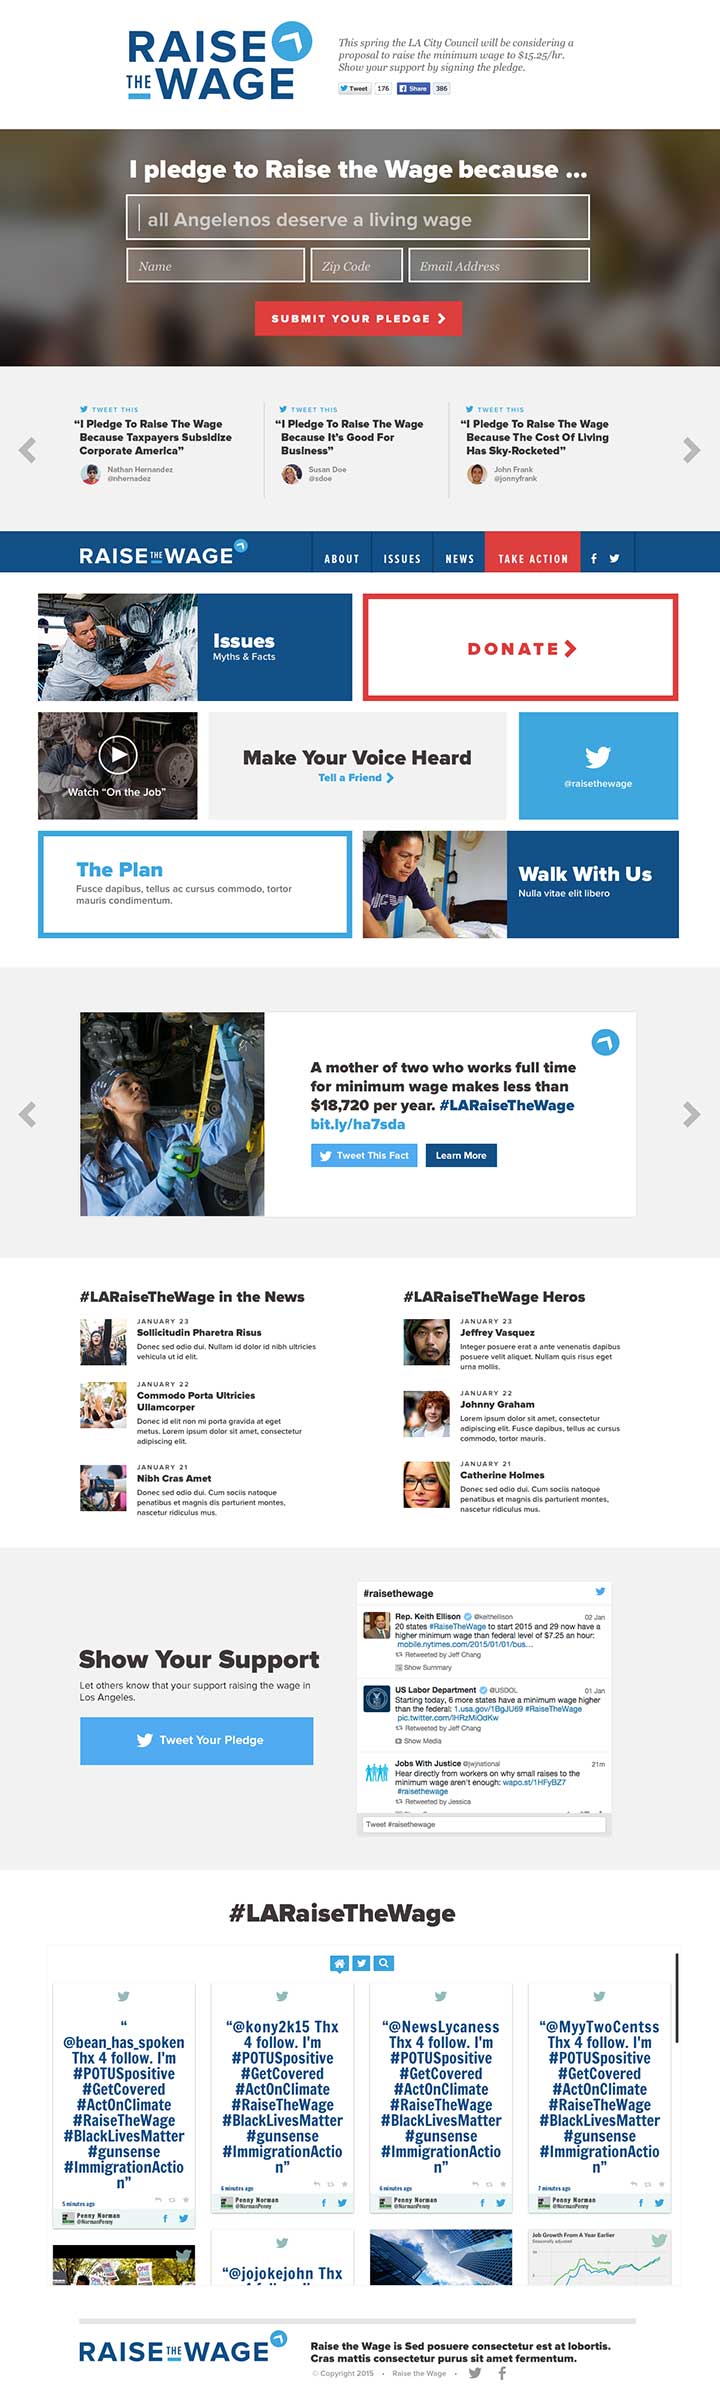 RAISE
THE WAGE
This spring the LA City Council will be considering a
proposal to raise the minimum wage to $15.25/hr.
Show your support by signing the pledge.
Tweet 176 Share 386
I pledge to Raise the Wage because ...
all Angelenos deserve a living wage
Name Zip Code Email Address
SUBMIT YOUR PLEDGE
TWEET THIS
“I Pledge To Raise The Wage
Because Taxpayers Subsidize
Corporate America”
Nathan Hernandez
@nhernadez
TWEET THIS
“I Pledge To Raise The Wage
Because It’s Good For
Business”
Susan Doe
@sdoe
TWEET THIS
“I Pledge To Raise The Wage
Because The Cost Of Living
Has Sky-Rocketed”
John Frank
@jonnyfrank
RAISE THE WAGE ABOUT ISSUES NEWS TAKE ACTION
Issues
Myths & Facts
DONATE
Watch “On the Job”
Make Your Voice Heard
Tell a Friend
@raisethewage
The Plan
Fusce dapibus, tellus ac cursus commodo, tortor
mauris condimentum.
Walk With Us
Nulla vitae elit libero
A mother of two who works full time
for minimum wage makes less than
$18,720 per year. #LARaiseTheWage
bit.ly/ha7sda
Tweet This Fact Learn More
#LARaiseTheWage in the News
JANUARY 23
Sollicitudin Pharetra Risus
Donec sed odio dui. Nullam id dolor id nibh ultricies
vehicula ut id elit.
JANUARY 22
Commodo Porta Ultricies
Ullamcorper
Donec id elit non mi porta gravida at eget
metus. Lorem ipsum dolor sit amet, consectetur
adipiscing elit.
JANUARY 21
Nibh Cras Amet
Donec sed odio dui. Cum sociis natoque
penatibus et magnis dis parturient montes,
nascetur ridiculus mus.
#LARaiseTheWage Heros
JANUARY 23
Jeffrey Vasquez
Integer posuere erat a ante venenatis dapibus
posuere velit aliquet. Nullam quis risus eget
urna mollis.
JANUARY 22
Johnny Graham
Lorem ipsum dolor sit amet, consectetur
adipiscing elit. Fusce dapibus, tellus ac cursus
commodo, tortor mauris.
JANUARY 21
Catherine Holmes
Donec sed odio dui. Cum sociis natoque
penatibus et magnis dis parturient montes,
nascetur ridiculus mus.
Show Your Support
Let others know that your support raising the wage in
Los Angeles.
Tweet Your Pledge
#raisethewage
Rep. Keith Ellison @keithellison 02 Jan
20 states #RaiseTheWage to start 2015 and 29 now have a
higher minimum wage than federal level of $7.25 an hour:
mobile.nytimes.com/2015/01/01/bus…
Retweeted by Jeff Chang
Show Summary
US Labor Department @USDOL 01 Jan
Starting today, 6 more states have a minimum wage higher
than the federal: 1.usa.gov/1BgJU69 #RaiseTheWage
pic.twitter.com/lHRzMiOdKw
Retweeted by Jeff Chang
Show Media
Jobs With Justice @jwjnational 21m
Hear directly from workers on why small raises to the
minimum wage aren't enough: wapo.st/1HFyBZ7
#raisethewage
Retweeted by Jessica
Tweet #raisethewage
#LARaiseTheWage
“
@bean_has_spoken
Thx 4 follow. I'm
#POTUSpositive
#GetCovered
#ActOnClimate
#RaiseTheWage
#BlackLivesMatter
#gunsense
#ImmigrationActio
n”
5 minutes ago
Penny Norman
@NormanPenny
“@kony2k15 Thx
4 follow. I'm
#POTUSpositive
#GetCovered
#ActOnClimate
#RaiseTheWage
#BlackLivesMatter
#gunsense
#ImmigrationActio
n”
6 minutes ago
Penny Norman
@NormanPenny
“@NewsLycaness
Thx 4 follow. I'm
#POTUSpositive
#GetCovered
#ActOnClimate
#RaiseTheWage
#BlackLivesMatter
#gunsense
#ImmigrationActio
n”
6 minutes ago
Penny Norman
@NormanPenny
“@MyyTwoCentss
Thx 4 follow. I'm
#POTUSpositive
#GetCovered
#ActOnClimate
#RaiseTheWage
#BlackLivesMatter
#gunsense
#ImmigrationActio
n”
7 minutes ago
Penny Norman
@NormanPenny
“@jojokejohn Thx
Job Growth From A Year Earlier
Seasonally adjusted
Private
RAISE THE WAGE
Raise the Wage is Sed posuere consectetur est at lobortis.
Cras mattis consectetur purus sit amet fermentum.
© Copyright 2015 • Raise the Wage •